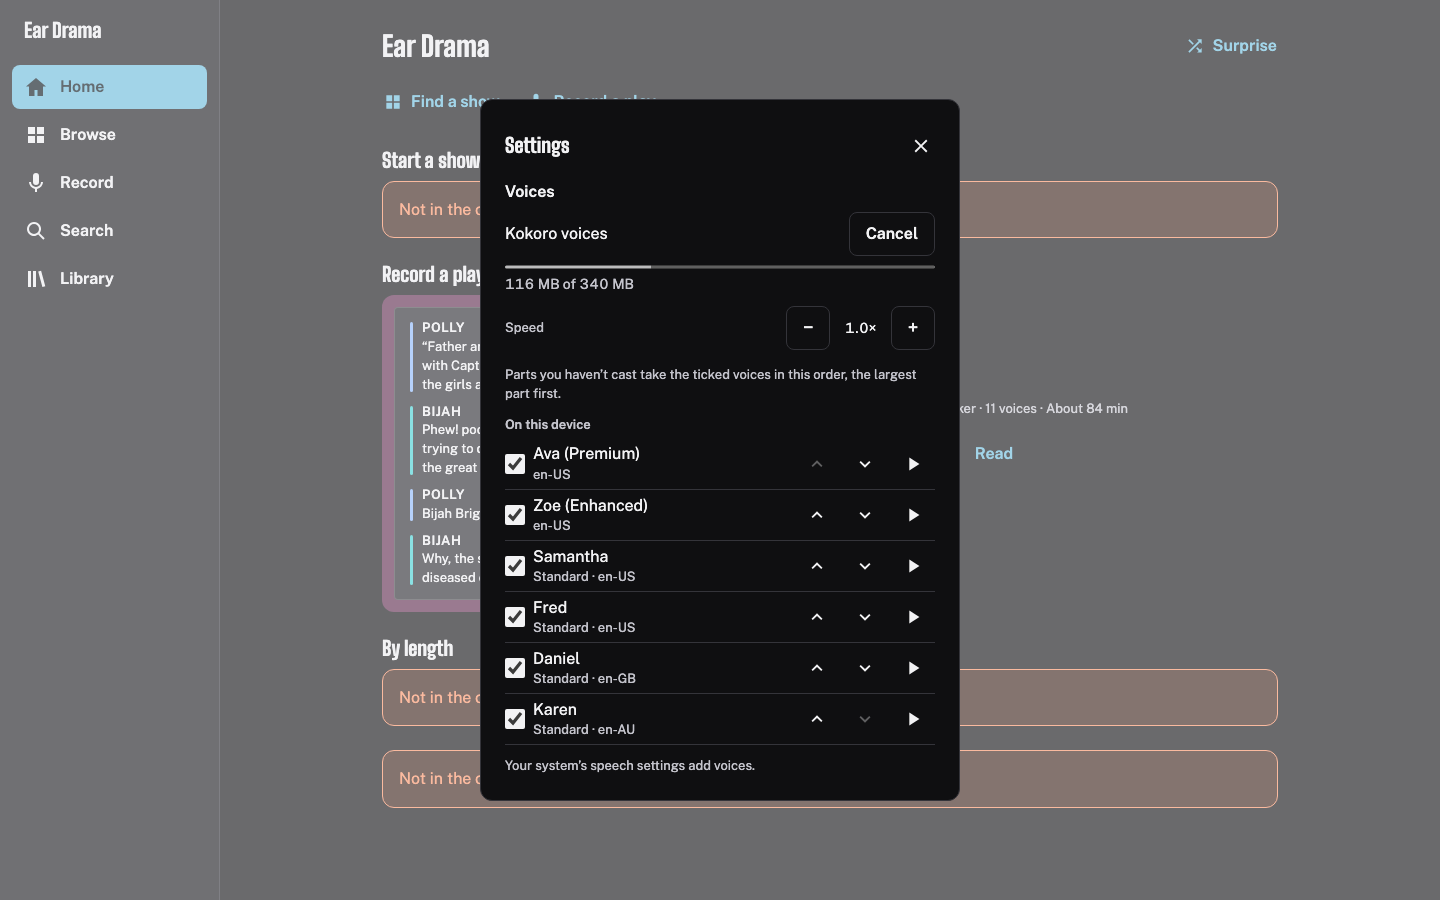 Ear Drama
Home
Browse
Record
Search
Library
Ear Drama
Surprise
Find a show
Record a play
Start a show
Not in the
Record a play
POLLY
“Father
with Capt
the girls
BIJAH
Phew!
trying to
the great
POLLY
Bijah Brig
BIJAH
Why, the
diseased
ker · 11 voices · About 84 min
Read
By length
Not in the
Not in the
Settings
Voices
Kokoro voices
Cancel
116 MB of 340 MB
Speed
− 1.0× +
Parts you haven’t cast take the ticked voices in this order, the largest
part first.
On this device
Ava (Premium)
en-US
Zoe (Enhanced)
en-US
Samantha
Standard · en-US
Fred
Standard · en-US
Daniel
Standard · en-GB
Karen
Standard · en-AU
Your system’s speech settings add voices.